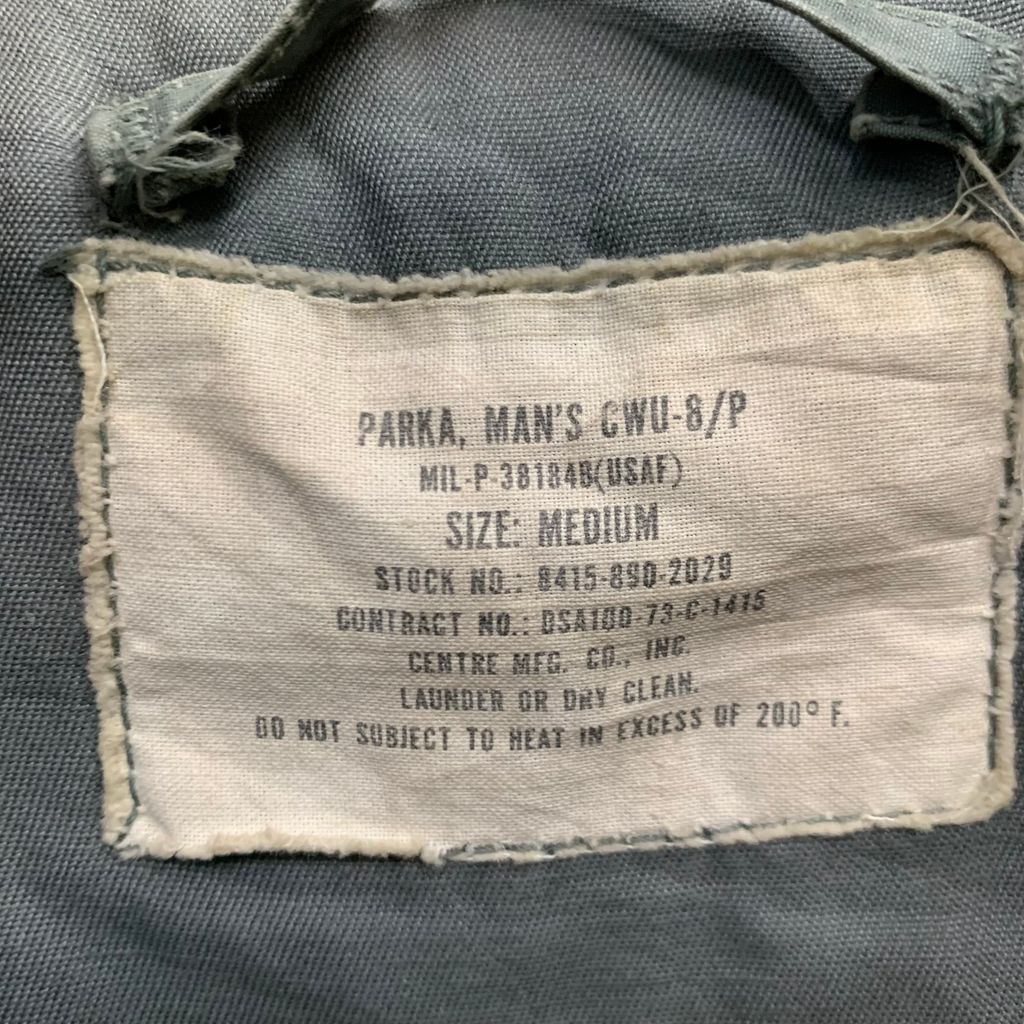 PARKA, MAN'S CWU-8/P
MIL-P-38184B(USAF)
SIZE: MEDIUM
STOCK NO.: 8415-890-2029
CONTRACT NO.: DSA100-73-C-1415
CENTRE MFG. CO., INC.
LAUNDER OR DRY CLEAN.
DO NOT SUBJECT TO HEAT IN EXCESS OF 200° F.